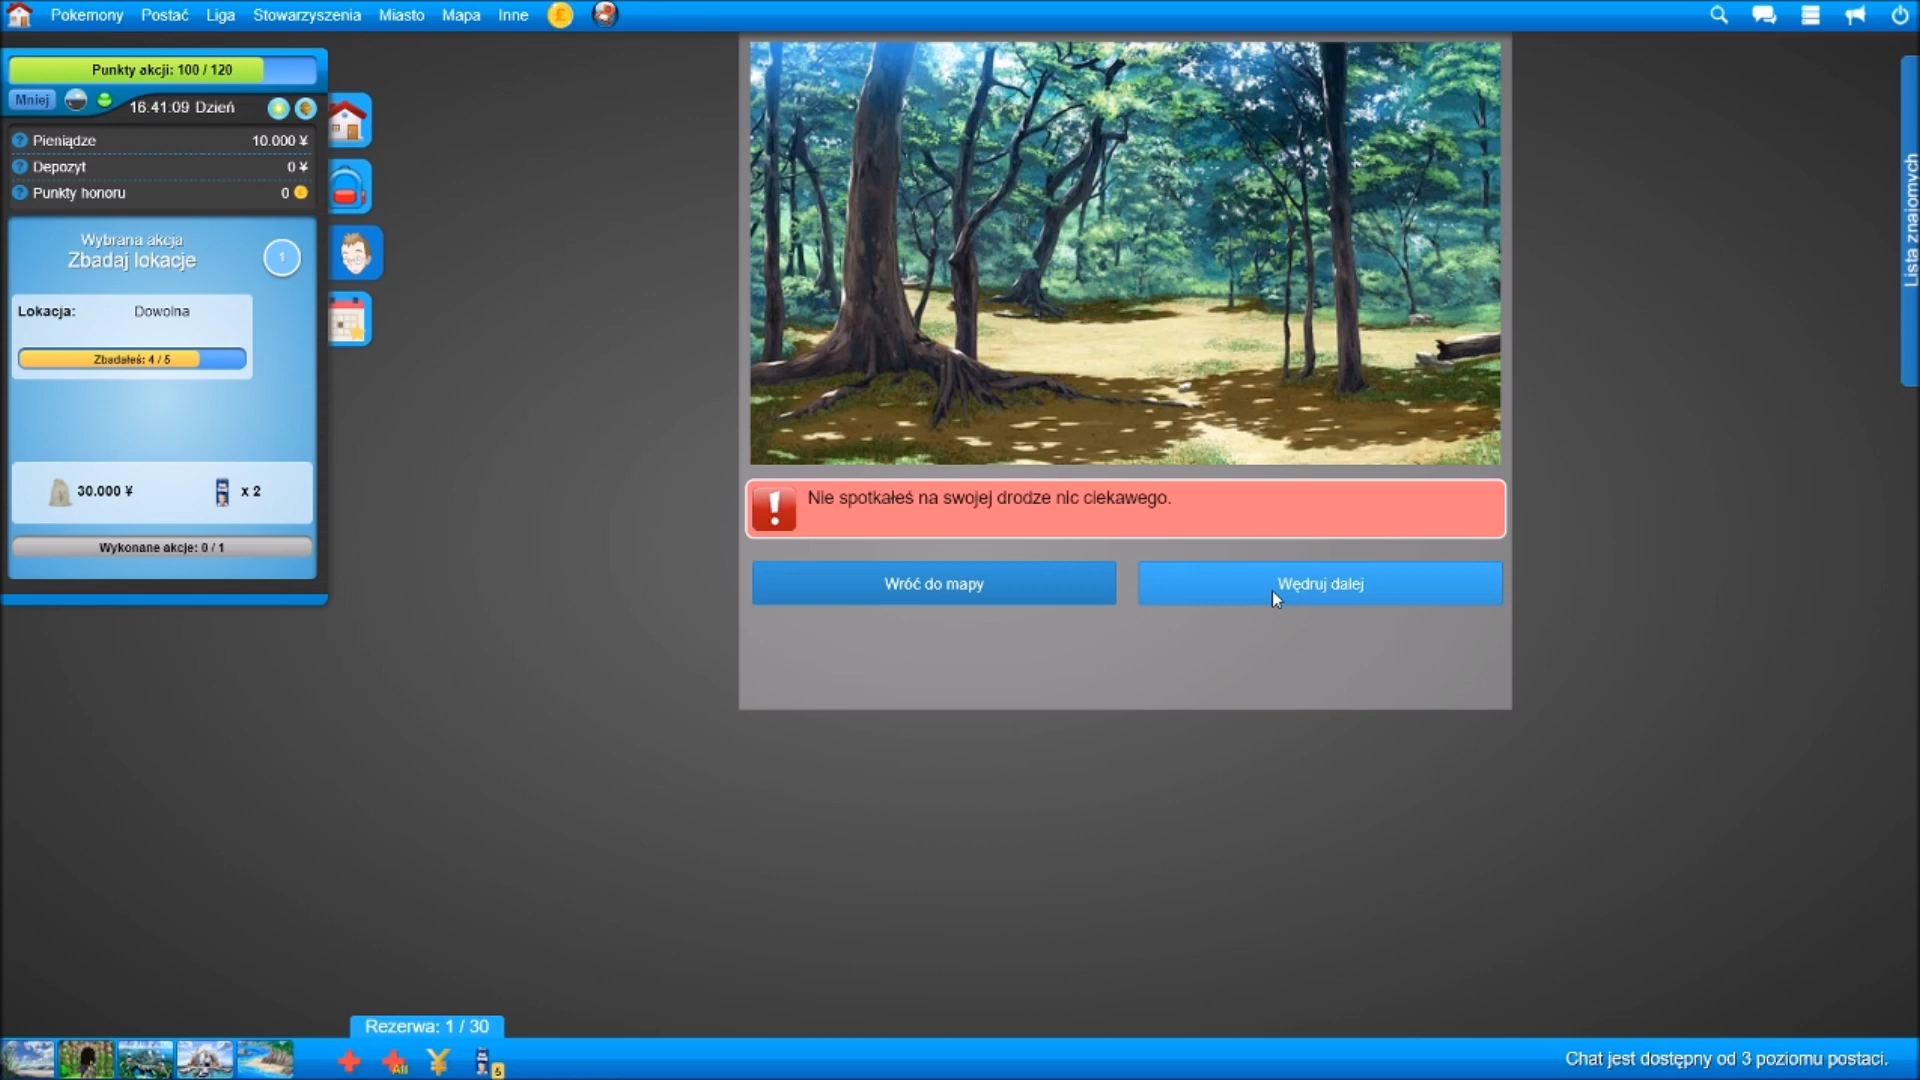 Pokemony Postać Liga Stowarzyszenia Miasto Mapa Inne
Punkty akcji: 100 / 120
Mniej 16.41:09 Dzień
Pieniądze 10.000 ¥
Depozyt 0 ¥
Punkty honoru 0
Wybrana akcja
Zbadaj lokacje
1
Lokacja: Dowolna
Zbadałeś: 4 / 5
30.000 ¥ x 2
Wykonane akcje: 0 / 1
Lista znajomych
Nie spotkałeś na swojej drodze nic ciekawego.
Wróć do mapy Wędruj dalej
Rezerwa: 1 / 30
All
5
Chat jest dostępny od 3 poziomu postaci.